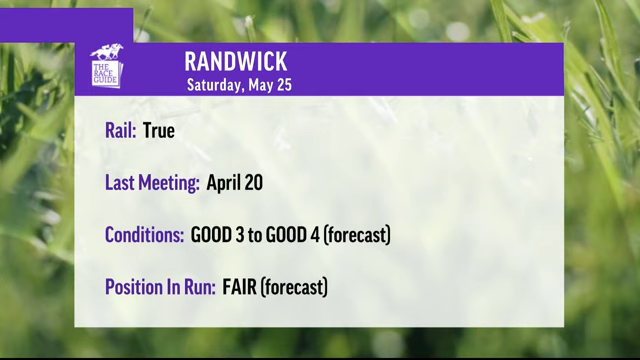 THE
RACE
GUIDE
RANDWICK
Saturday, May 25
Rail: True
Last Meeting: April 20
Conditions: GOOD 3 to GOOD 4 (forecast)
Position In Run: FAIR (forecast)